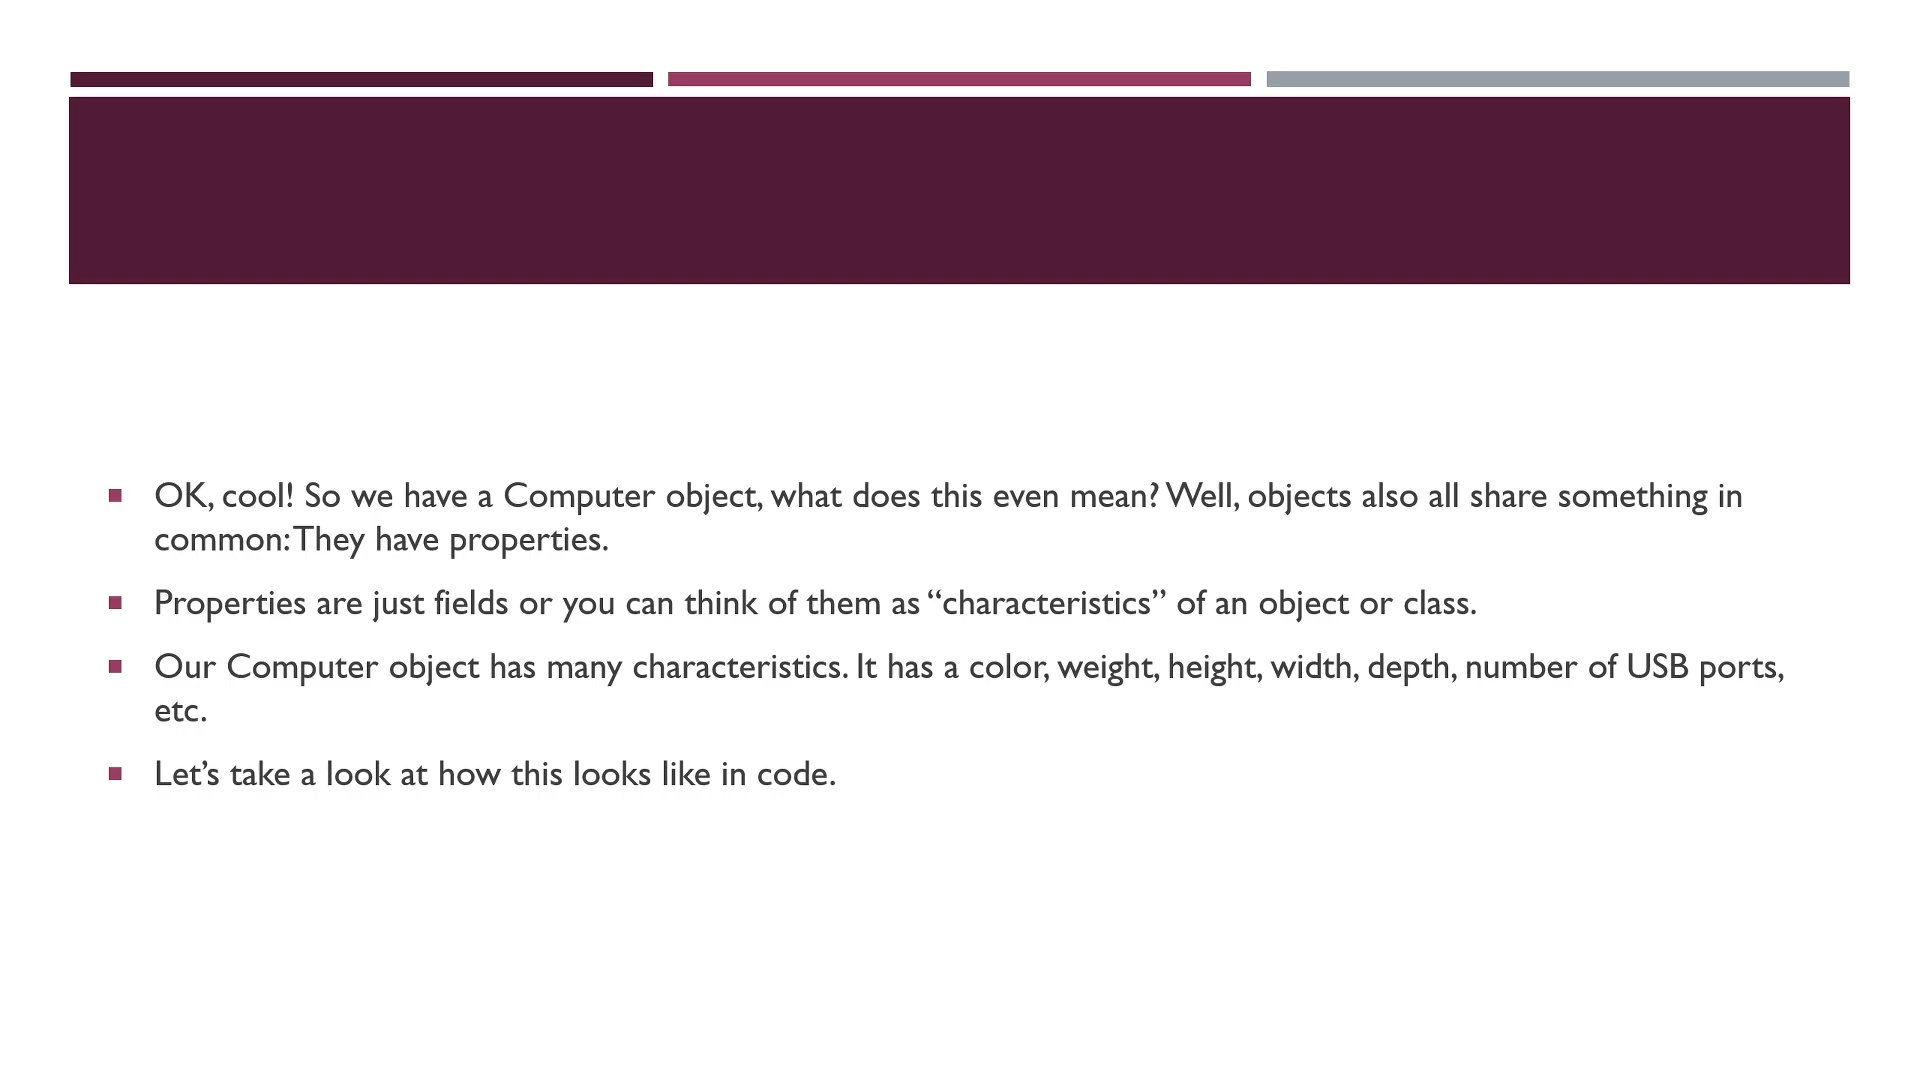 OK, cool! So we have a Computer object, what does this even mean? Well, objects also all share something in
common: They have properties.
Properties are just fields or you can think of them as “characteristics” of an object or class.
Our Computer object has many characteristics. It has a color, weight, height, width, depth, number of USB ports,
etc.
Let’s take a look at how this looks like in code.